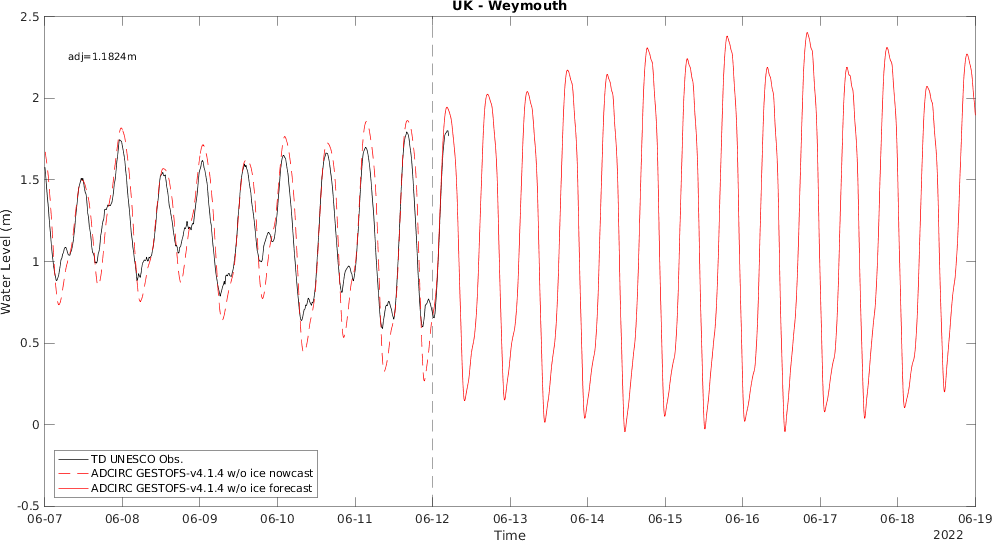 UK - Weymouth
adj=1.1824m
2.5
2
1.5
1
0.5
0
-0.5
Water Level (m)
TD UNESCO Obs.
ADCIRC GESTOFS-v4.1.4 w/o ice nowcast
ADCIRC GESTOFS-v4.1.4 w/o ice forecast
06-07 06-08 06-09 06-10 06-11 06-12 06-13 06-14 06-15 06-16 06-17 06-18 06-19
Time
2022